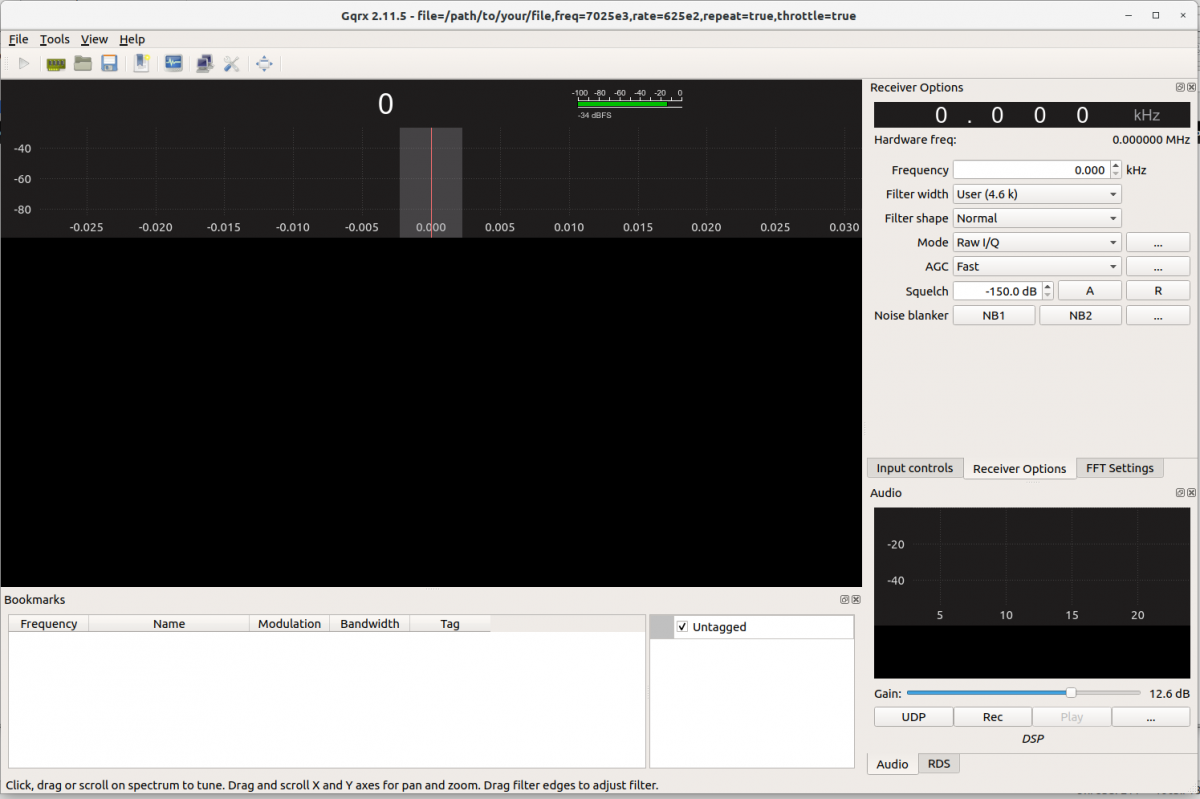 Gqrx 2.11.5 - file=/path/to/your/file,freq=7025e3,rate=625e2,repeat=true,throttle=true
File Tools View Help
0
-100 -80 -60 -40 -20 0
-34 dBFS
-40
-60
-80
-0.025 -0.020 -0.015 -0.010 -0.005 0.000 0.005 0.010 0.015 0.020 0.025 0.030
Receiver Options
0 . 0 0 0 kHz
Hardware freq: 0.000000 MHz
Frequency 0.000 kHz
Filter width User (4.6 k)
Filter shape Normal
Mode Raw I/Q ...
AGC Fast ...
Squelch -150.0 dB A R
Noise blanker NB1 NB2 ...
Input controls Receiver Options FFT Settings
Audio
-20
-40
5 10 15 20
Gain: 12.6 dB
UDP Rec Play ...
DSP
Audio RDS
Bookmarks
Frequency Name Modulation Bandwidth Tag
Untagged
Click, drag or scroll on spectrum to tune. Drag and scroll X and Y axes for pan and zoom. Drag filter edges to adjust filter.